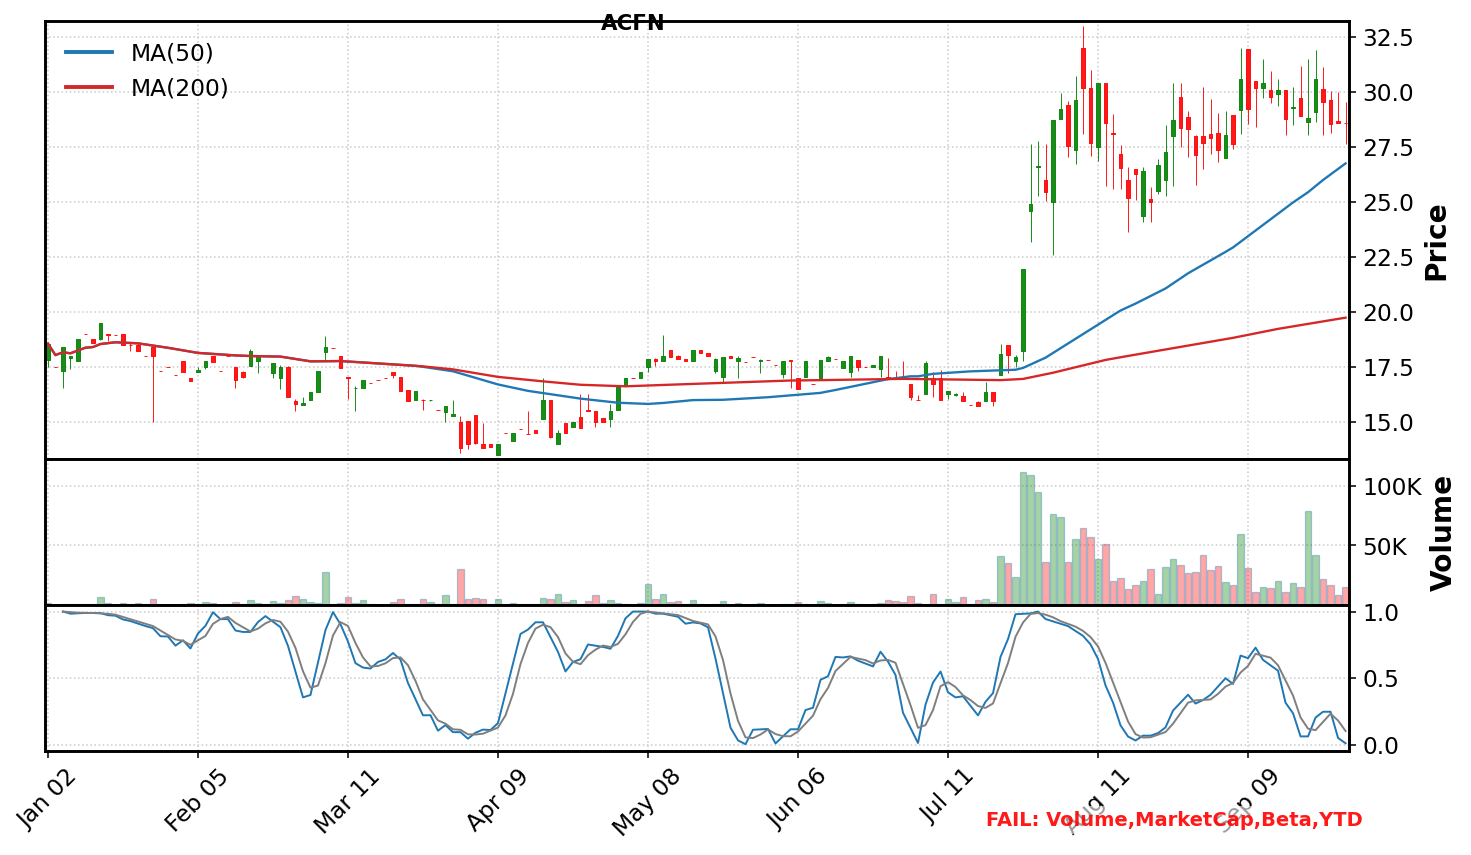 ACFN
MA(50)
MA(200)
32.5
30.0
27.5
25.0
22.5
20.0
17.5
15.0
Price
100K
50K
Volume
1.0
0.5
0.0
Jan 02
Feb 05
Mar 11
Apr 09
May 08
Jun 06
Jul 11
Aug 11
Sep 09
FAIL: Volume,MarketCap,Beta,YTD